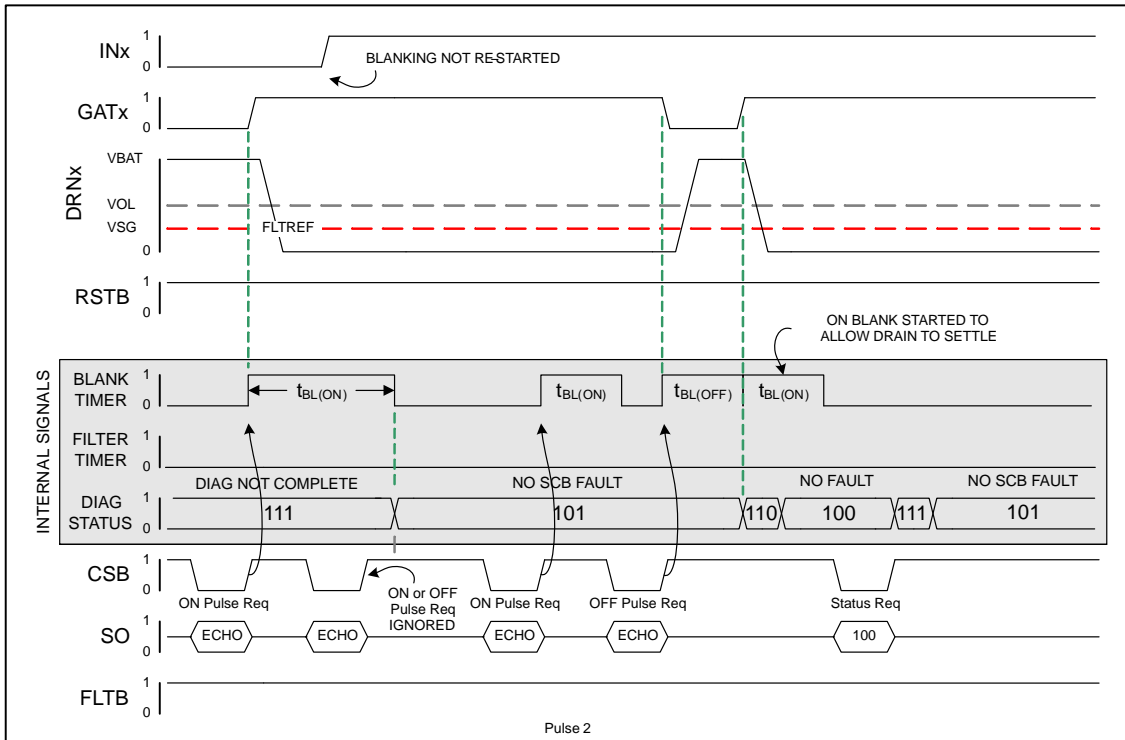 INx
1
0
BLANKING NOT RE-STARTED
GATx
1
0
DRNx
VBAT
VOL
VSG
FLTREF
0
RSTB
1
0
ON BLANK STARTED TO
ALLOW DRAIN TO SETTLE
INTERNAL SIGNALS
BLANK
TIMER
1
0
tBL(ON)
tBL(ON)
tBL(OFF)
tBL(ON)
FILTER
TIMER
1
0
DIAG NOT COMPLETE
NO SCB FAULT
NO FAULT
NO SCB FAULT
DIAG
STATUS
1
0
111
101
110
100
111
101
CSB
1
0
ON Pulse Req
ON or OFF
Pulse Req
IGNORED
ON Pulse Req
OFF Pulse Req
Status Req
SO
1
0
ECHO
ECHO
ECHO
ECHO
100
FLTB
1
0
Pulse 2